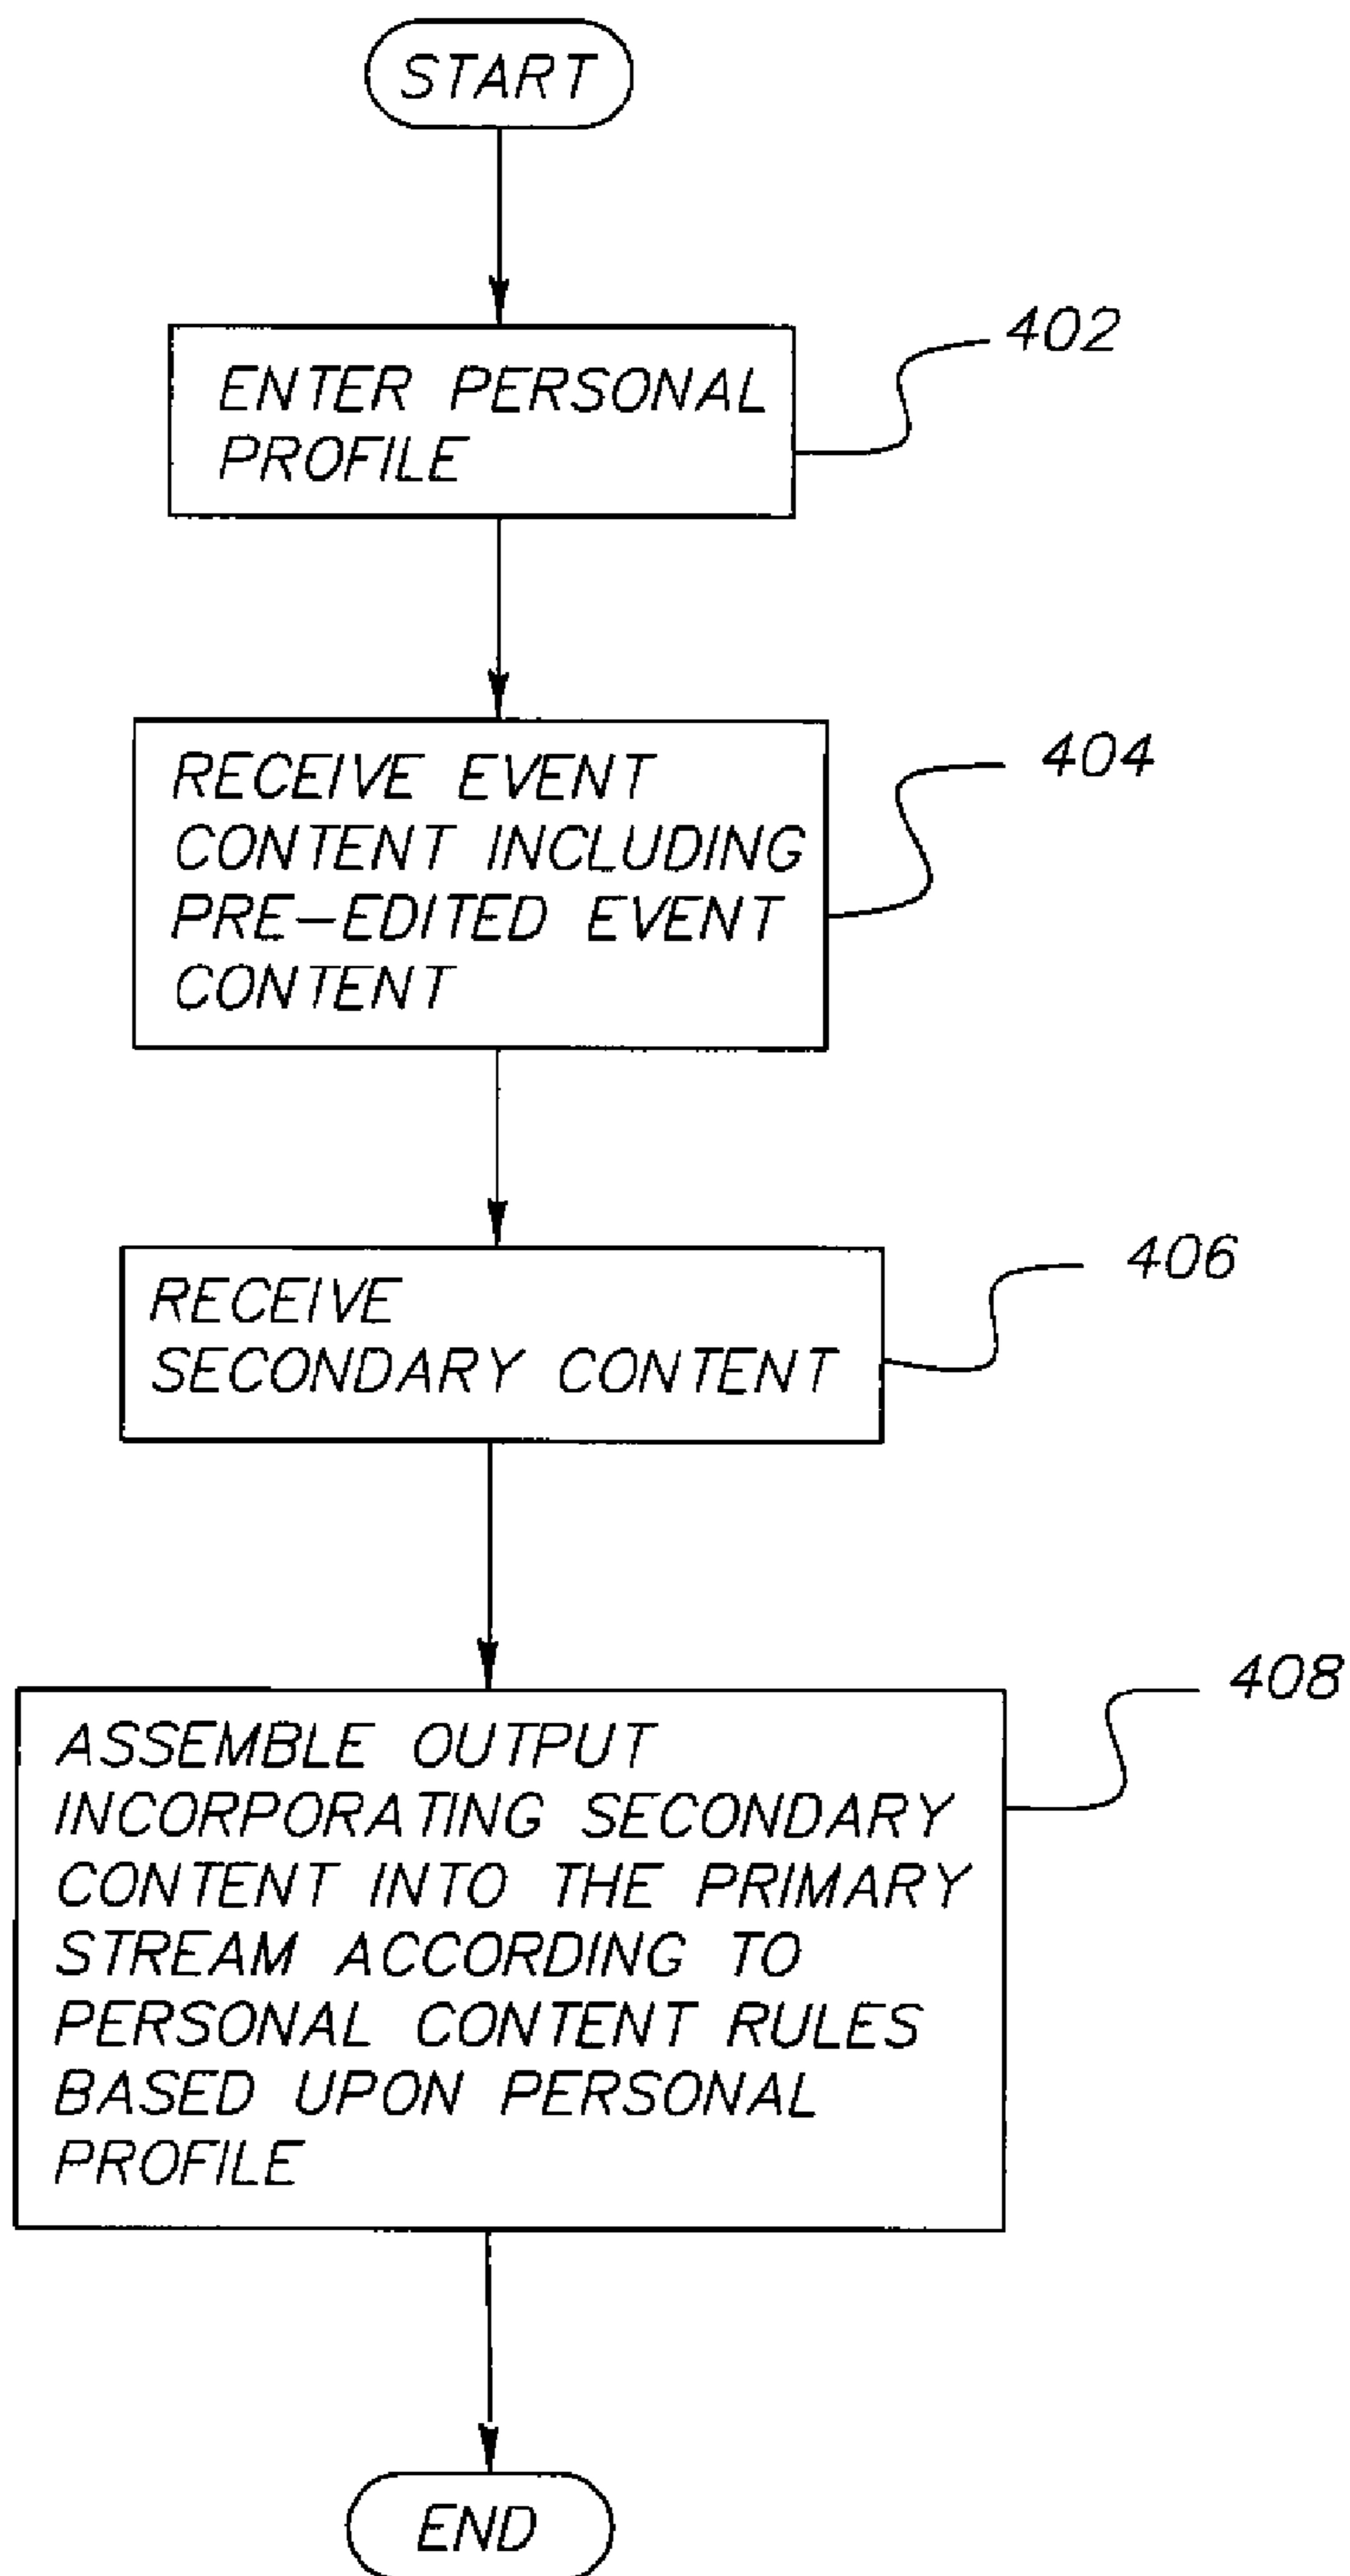 START
402
ENTER PERSONAL
PROFILE
404
RECEIVE EVENT
CONTENT INCLUDING
PRE-EDITED EVENT
CONTENT
406
RECEIVE
SECONDARY CONTENT
408
ASSEMBLE OUTPUT
INCORPORATING SECONDARY
CONTENT INTO THE PRIMARY
STREAM ACCORDING TO
PERSONAL CONTENT RULES
BASED UPON PERSONAL
PROFILE
END